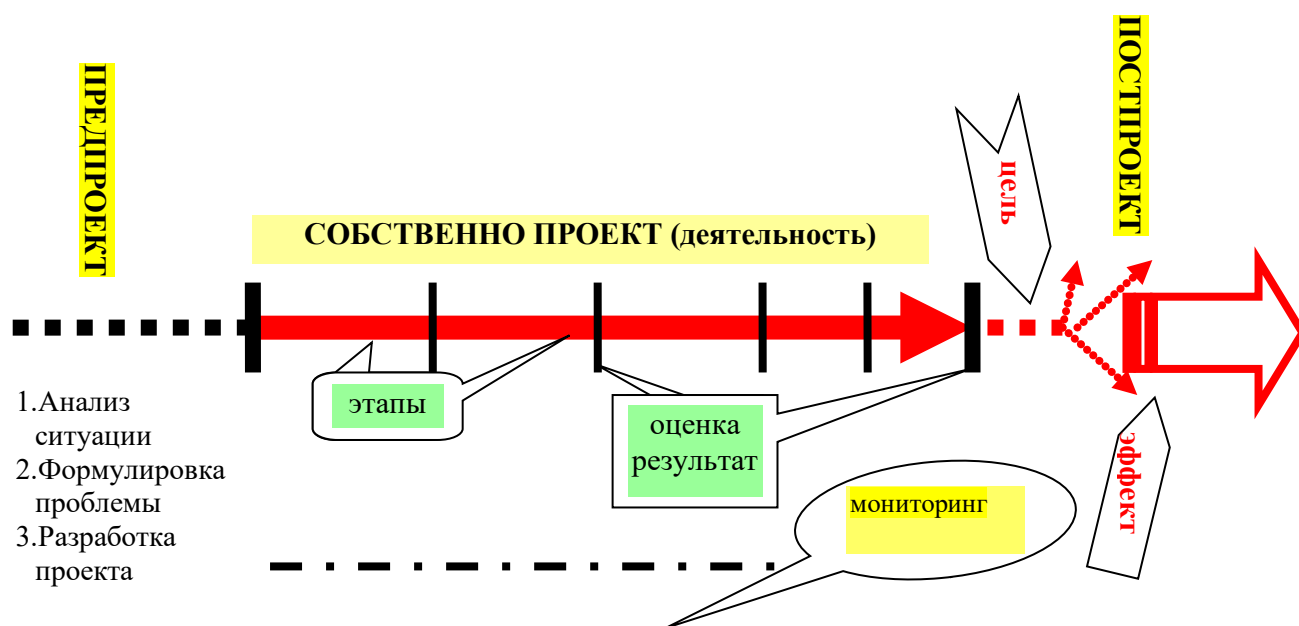 ПРЕДПРОЕКТ
ПОСТПРОЕКТ
цель
СОБСТВЕННО ПРОЕКТ (деятельность)
этапы
оценка
результат
1.Анализ
ситуации
2.Формулировка
проблемы
3.Разработка
проекта
мониторинг
эффект